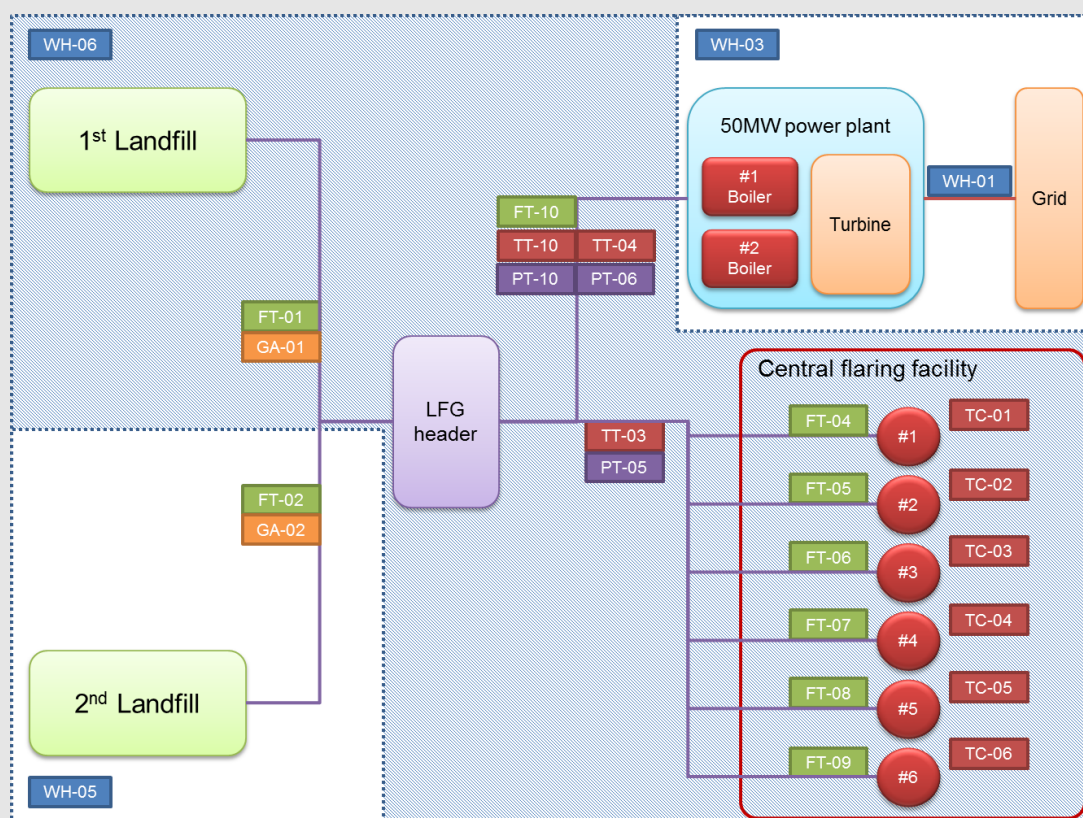 WH-06
WH-03
1st Landfill
50MW power plant
#1
Boiler
#2
Boiler
Turbine
WH-01
Grid
FT-10
TT-10
TT-04
PT-10
PT-06
FT-01
GA-01
LFG
header
TT-03
PT-05
Central flaring facility
FT-04
#1
TC-01
FT-05
#2
TC-02
FT-06
#3
TC-03
FT-07
#4
TC-04
FT-08
#5
TC-05
FT-09
#6
TC-06
FT-02
GA-02
2nd Landfill
WH-05